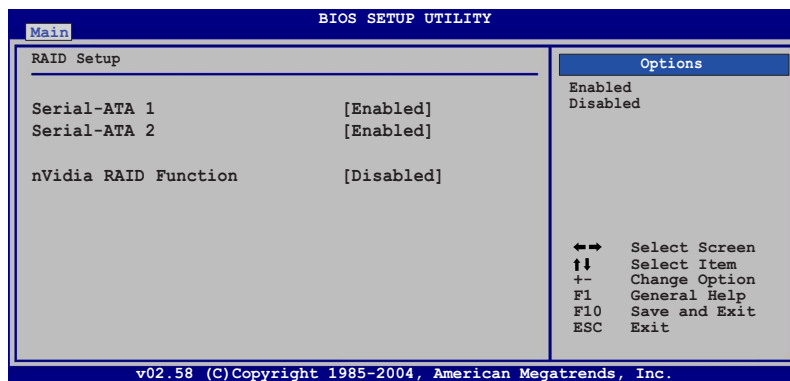 BIOS SETUP UTILITY
Main
RAID Setup
Serial-ATA 1 [Enabled]
Serial-ATA 2 [Enabled]
nVidia RAID Function [Disabled]
Options
Enabled
Disabled
←→ Select Screen
↑↓ Select Item
+- Change Option
F1 General Help
F10 Save and Exit
ESC Exit
v02.58 (C)Copyright 1985-2004, American Megatrends, Inc.